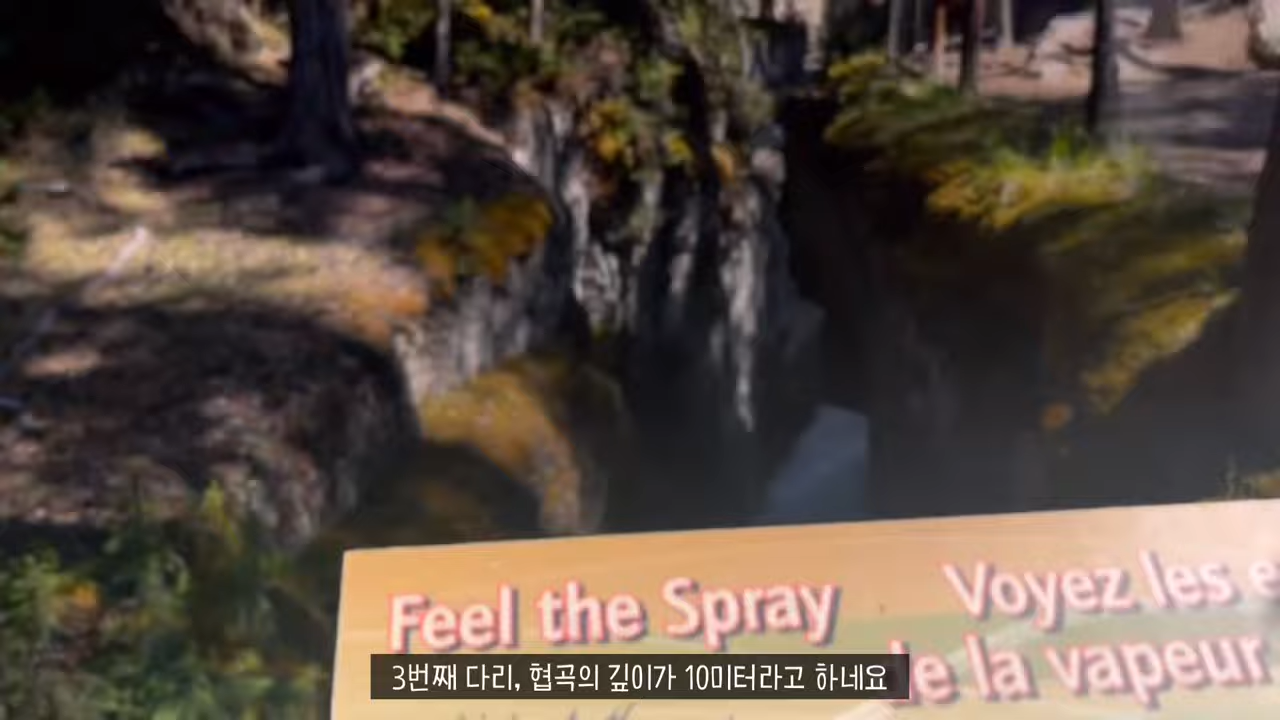 Feel the Spray
Voyez les
de la vapeur
3번째 다리, 협곡의 깊이가 10미터라고 하네요